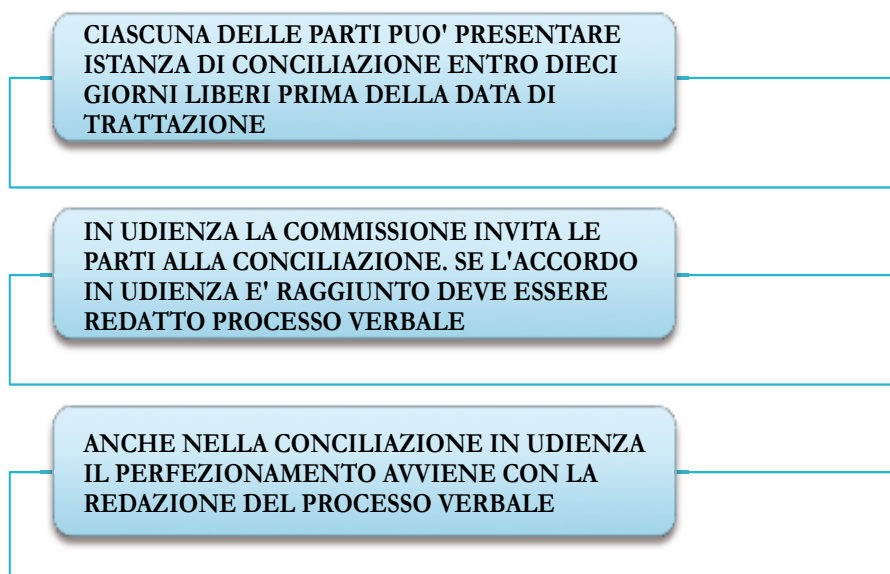 CIASCUNA DELLE PARTI PUO' PRESENTARE
ISTANZA DI CONCILIAZIONE ENTRO DIECI
GIORNI LIBERI PRIMA DELLA DATA DI
TRATTAZIONE
IN UDIENZA LA COMMISSIONE INVITA LE
PARTI ALLA CONCILIAZIONE. SE L'ACCORDO
IN UDIENZA E' RAGGIUNTO DEVE ESSERE
REDATTO PROCESSO VERBALE
ANCHE NELLA CONCILIAZIONE IN UDIENZA
IL PERFEZIONAMENTO AVVIENE CON LA
REDAZIONE DEL PROCESSO VERBALE